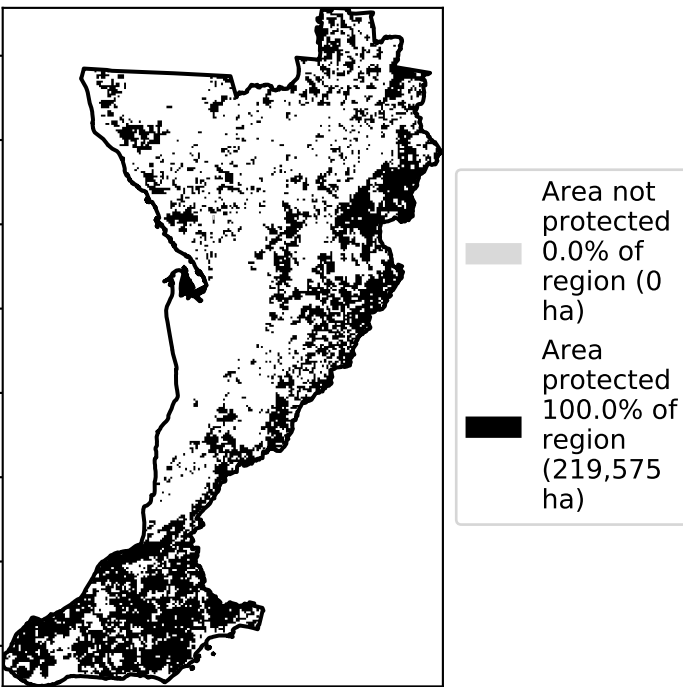 Area not
protected
0.0% of
region (0
ha)
Area
protected
100.0% of
region
(219,575
ha)